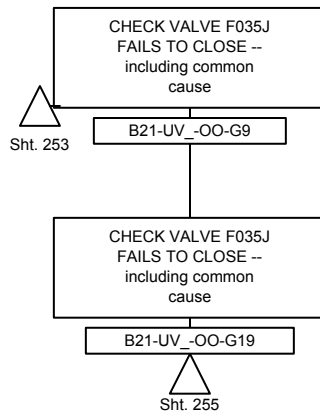 CHECK VALVE F035J
FAILS TO CLOSE --
including common
cause
B21-UV_-OO-G9
Sht. 253
CHECK VALVE F035J
FAILS TO CLOSE --
including common
cause
B21-UV_-OO-G19
Sht. 255